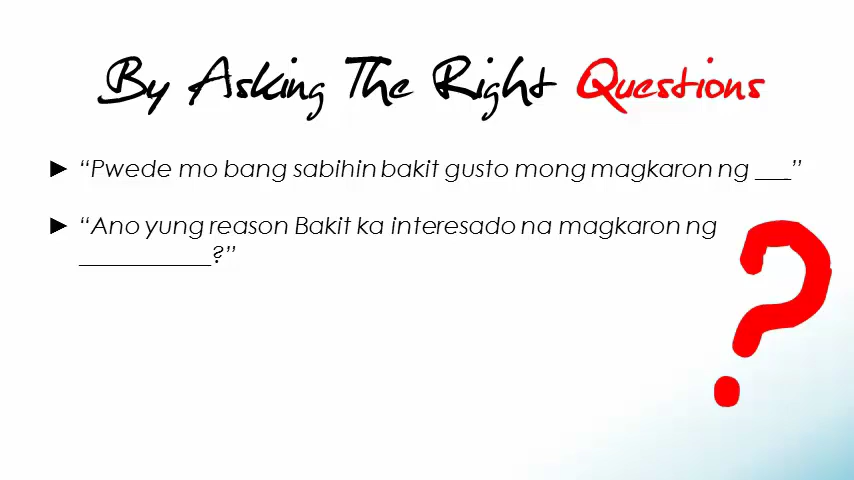 By Asking The Right Questions
► “Pwede mo bang sabihin bakit gusto mong magkaron ng ___”
► “Ano yung reason Bakit ka interesado na magkaron ng
___________?”
?